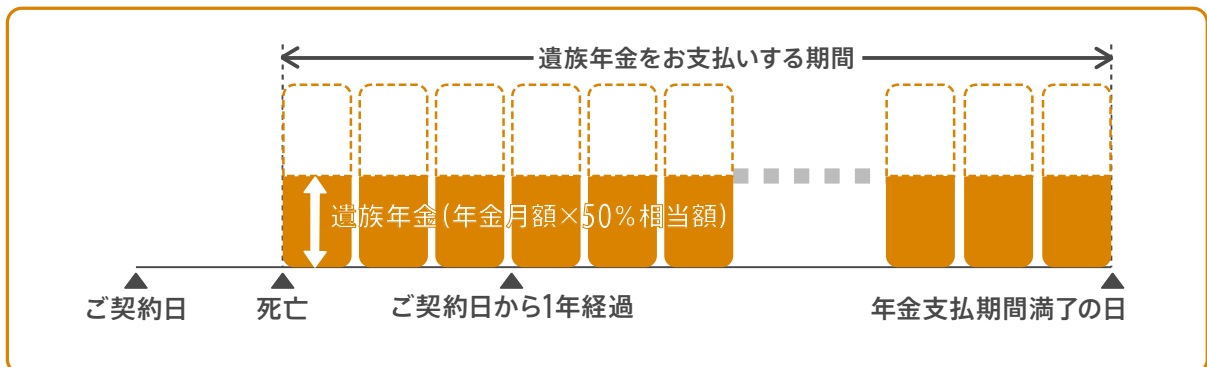 遺族年金をお支払いする期間
遺族年金(年金月額×50%相当額)
ご契約日
死亡
ご契約日から1年経過
年金支払期間満了の日